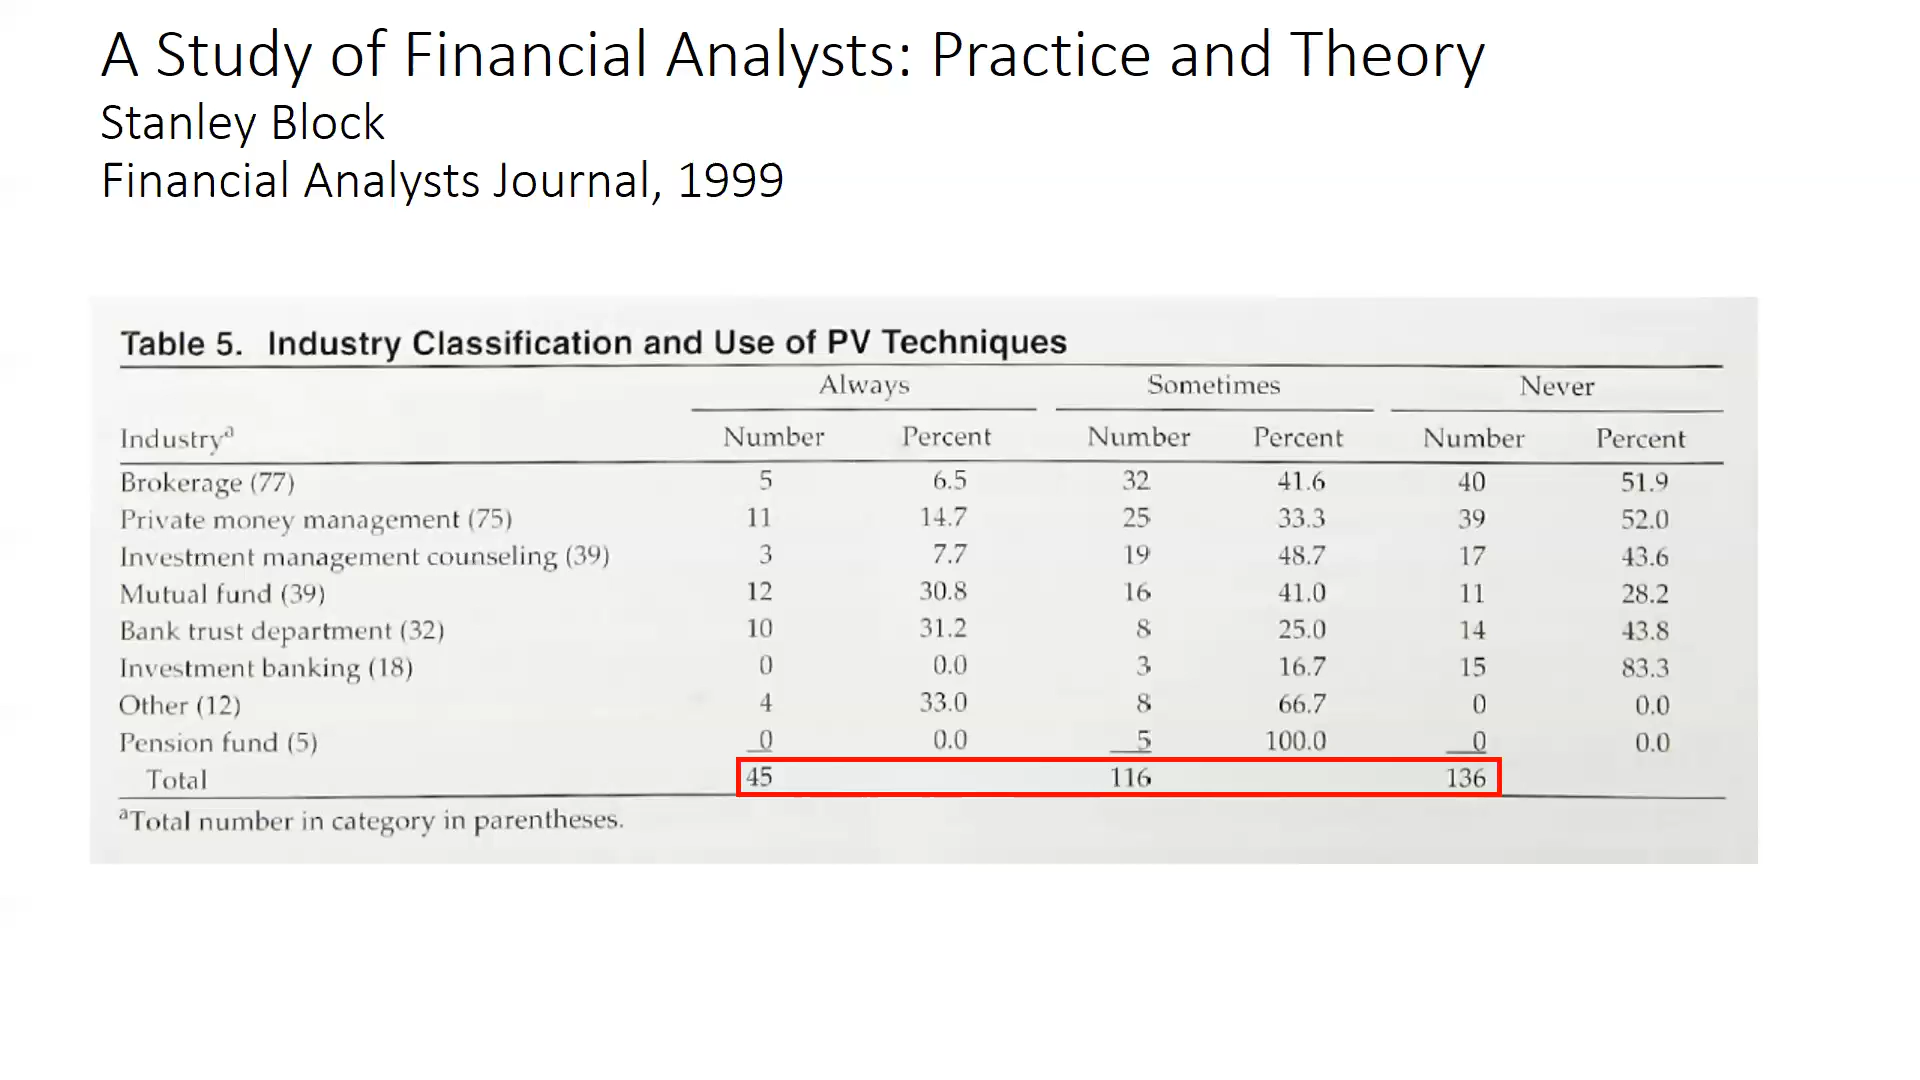 A Study of Financial Analysts: Practice and Theory
Stanley Block
Financial Analysts Journal, 1999
Table 5. Industry Classification and Use of PV Techniques
Always Sometimes Never
Industryᵃ Number Percent Number Percent Number Percent
Brokerage (77) 5 6.5 32 41.6 40 51.9
Private money management (75) 11 14.7 25 33.3 39 52.0
Investment management counseling (39) 3 7.7 19 48.7 17 43.6
Mutual fund (39) 12 30.8 16 41.0 11 28.2
Bank trust department (32) 10 31.2 8 25.0 14 43.8
Investment banking (18) 0 0.0 3 16.7 15 83.3
Other (12) 4 33.0 8 66.7 0 0.0
Pension fund (5) 0 0.0 5 100.0 0 0.0
Total 45 116 136
ᵃTotal number in category in parentheses.